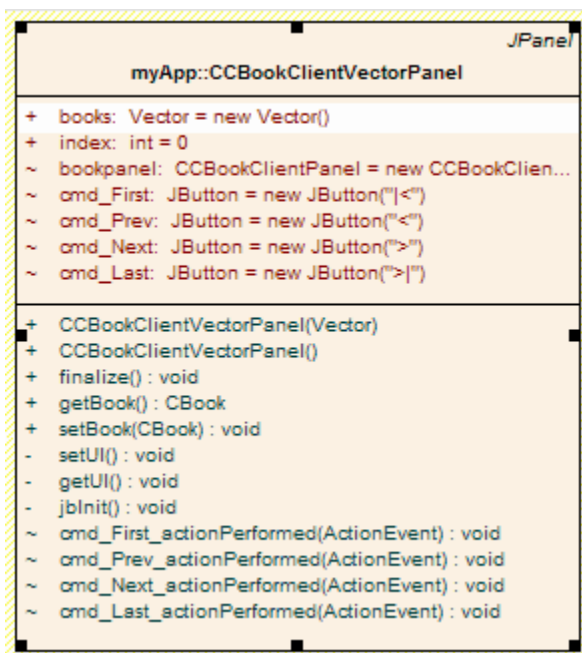 JPanel
myApp::CCBookClientVectorPanel
+ books: Vector = new Vector()
+ index: int = 0
~ bookpanel: CCBookClientPanel = new CCBookClien...
~ cmd_First: JButton = new JButton("|<")
~ cmd_Prev: JButton = new JButton("<")
~ cmd_Next: JButton = new JButton(">")
~ cmd_Last: JButton = new JButton(">|")
+ CCBookClientVectorPanel(Vector)
+ CCBookClientVectorPanel()
+ finalize() : void
+ getBook() : CBook
+ setBook(CBook) : void
- setUI() : void
- getUI() : void
- jbInit() : void
~ cmd_First_actionPerformed(ActionEvent) : void
~ cmd_Prev_actionPerformed(ActionEvent) : void
~ cmd_Next_actionPerformed(ActionEvent) : void
~ cmd_Last_actionPerformed(ActionEvent) : void